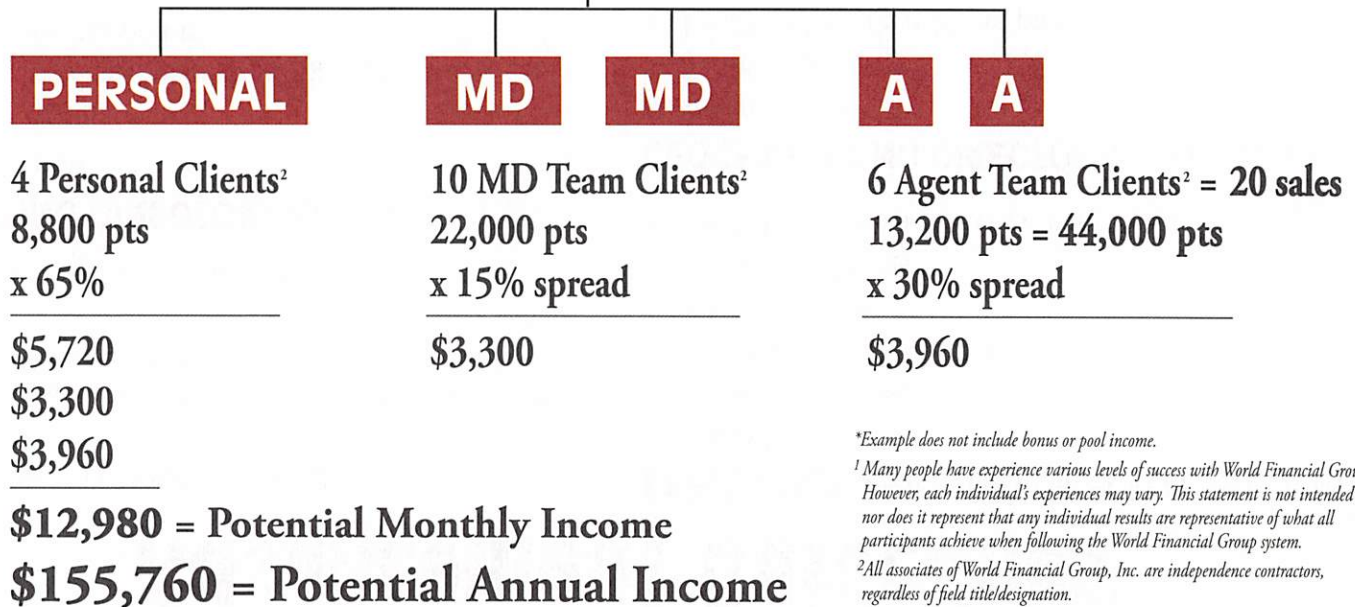 PERSONAL MD MD A A
4 Personal Clients²
8,800 pts
x 65%
$5,720
$3,300
$3,960
$12,980 = Potential Monthly Income
$155,760 = Potential Annual Income
10 MD Team Clients²
22,000 pts
x 15% spread
$3,300
6 Agent Team Clients² = 20 sales
13,200 pts = 44,000 pts
x 30% spread
$3,960
*Example does not include bonus or pool income.
¹ Many people have experience various levels of success with World Financial Grou
However, each individual's experiences may vary. This statement is not intended
nor does it represent that any individual results are representative of what all
participants achieve when following the World Financial Group system.
²All associates of World Financial Group, Inc. are independence contractors,
regardless of field title/designation.